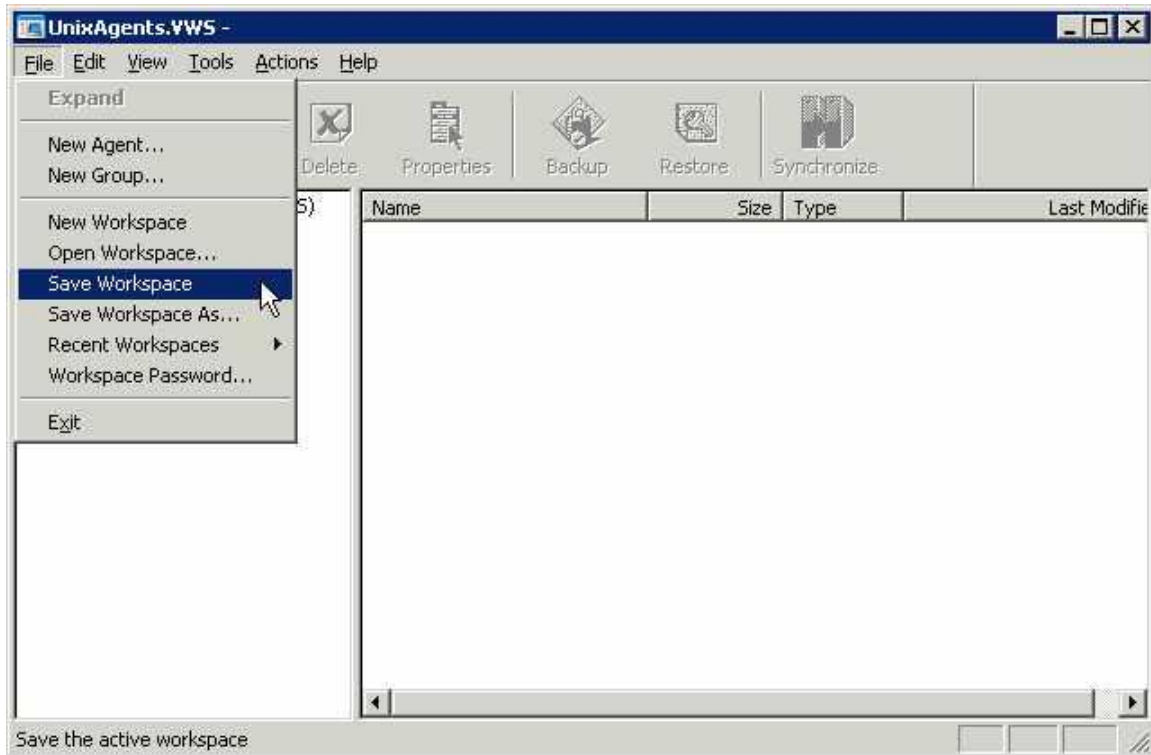 UnixAgents.VWS -
File Edit View Tools Actions Help
Expand
New Agent...
New Group...
New Workspace
Open Workspace...
Save Workspace
Save Workspace As...
Recent Workspaces
Workspace Password...
Exit
Delete Properties Backup Restore Synchronize
S)
Name Size Type Last Modifie
Save the active workspace